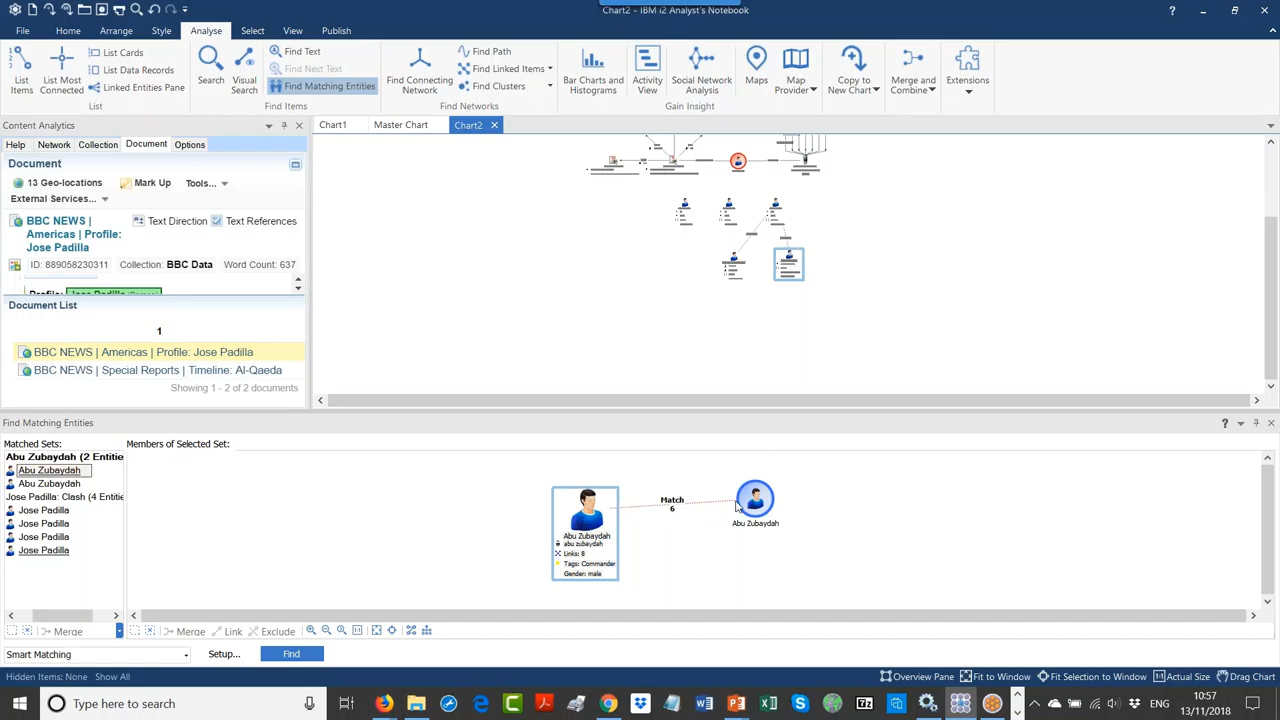 Chart2 - IBM i2 Analyst's Notebook
File Home Arrange Style Analyse Select View Publish
List Items
List Most Connected
List Cards
List Data Records
Linked Entities Pane
List
Search
Visual Search
Find Text
Find Next Text
Find Matching Entities
Find Items
Find Connecting Network
Find Path
Find Linked Items
Find Clusters
Find Networks
Bar Charts and Histograms
Activity View
Social Network Analysis
Maps
Map Provider
Gain Insight
Copy to New Chart
Merge and Combine
Extensions
Content Analytics
Help Network Collection Document Options
Document
13 Geo-locations Mark Up Tools...
External Services...
BBC NEWS |
Americas | Profile:
Jose Padilla
Text Direction Text References
Collection: BBC Data Word Count: 637
Document List
1
BBC NEWS | Americas | Profile: Jose Padilla
BBC NEWS | Special Reports | Timeline: Al-Qaeda
Showing 1 - 2 of 2 documents
Chart1 Master Chart Chart2
Find Matching Entities
Matched Sets:
Abu Zubaydah (2 Entitie
Abu Zubaydah
Abu Zubaydah
Jose Padilla: Clash (4 Entitie
Jose Padilla
Jose Padilla
Jose Padilla
Jose Padilla
Merge
Members of Selected Set:
Abu Zubaydah
abu zubaydah
Links: 8
Tags: Commander
Gender: male
Match
6
Abu Zubaydah
Merge Link Exclude
Smart Matching Setup... Find
Hidden Items: None Show All
Overview Pane Fit to Window Fit Selection to Window Actual Size Drag Chart
Type here to search
ENG
10:57
13/11/2018